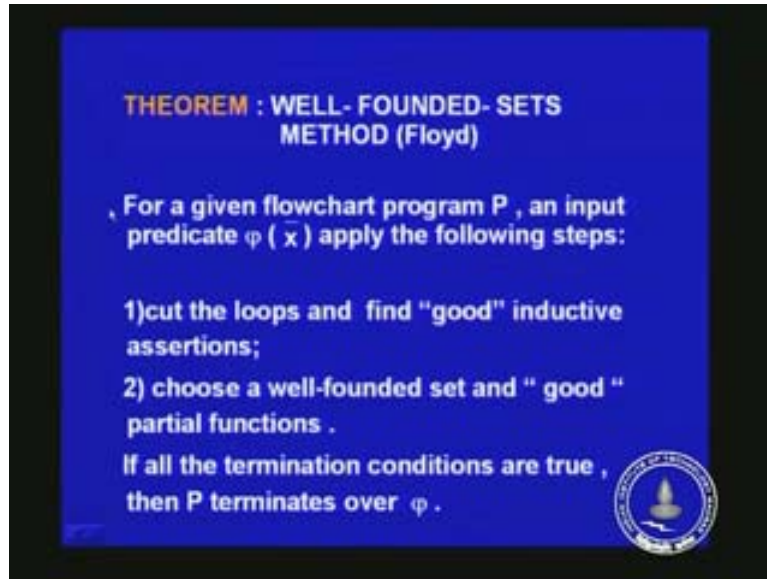 THEOREM : WELL- FOUNDED- SETS
METHOD (Floyd)
For a given flowchart program P , an input
predicate φ ( x̄ ) apply the following steps:
1)cut the loops and find “good” inductive
assertions;
2) choose a well-founded set and “ good “
partial functions .
If all the termination conditions are true ,
then P terminates over φ .